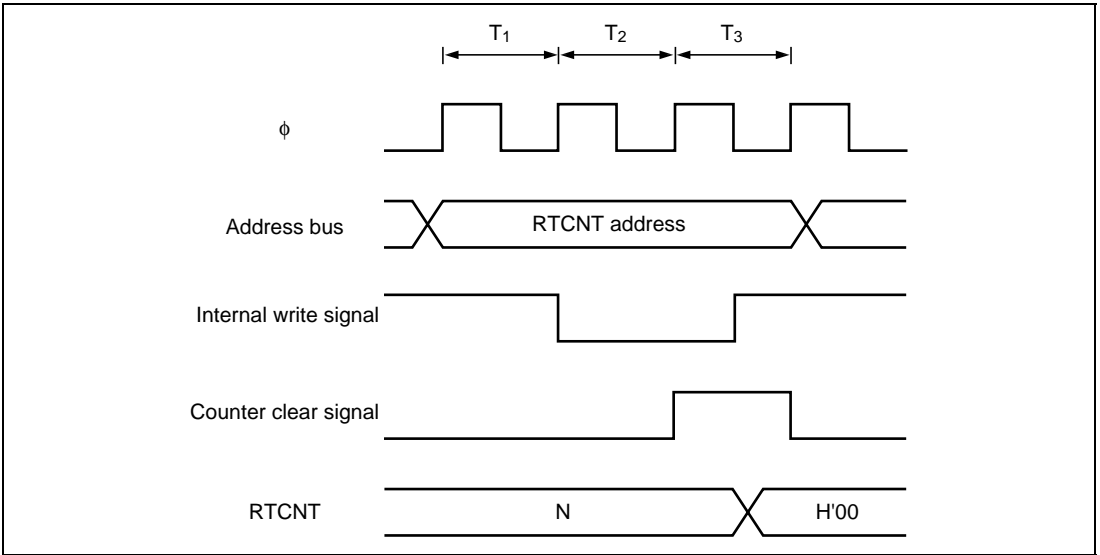 T1 T2 T3
φ
Address bus RTCNT address
Internal write signal
Counter clear signal
RTCNT N H'00